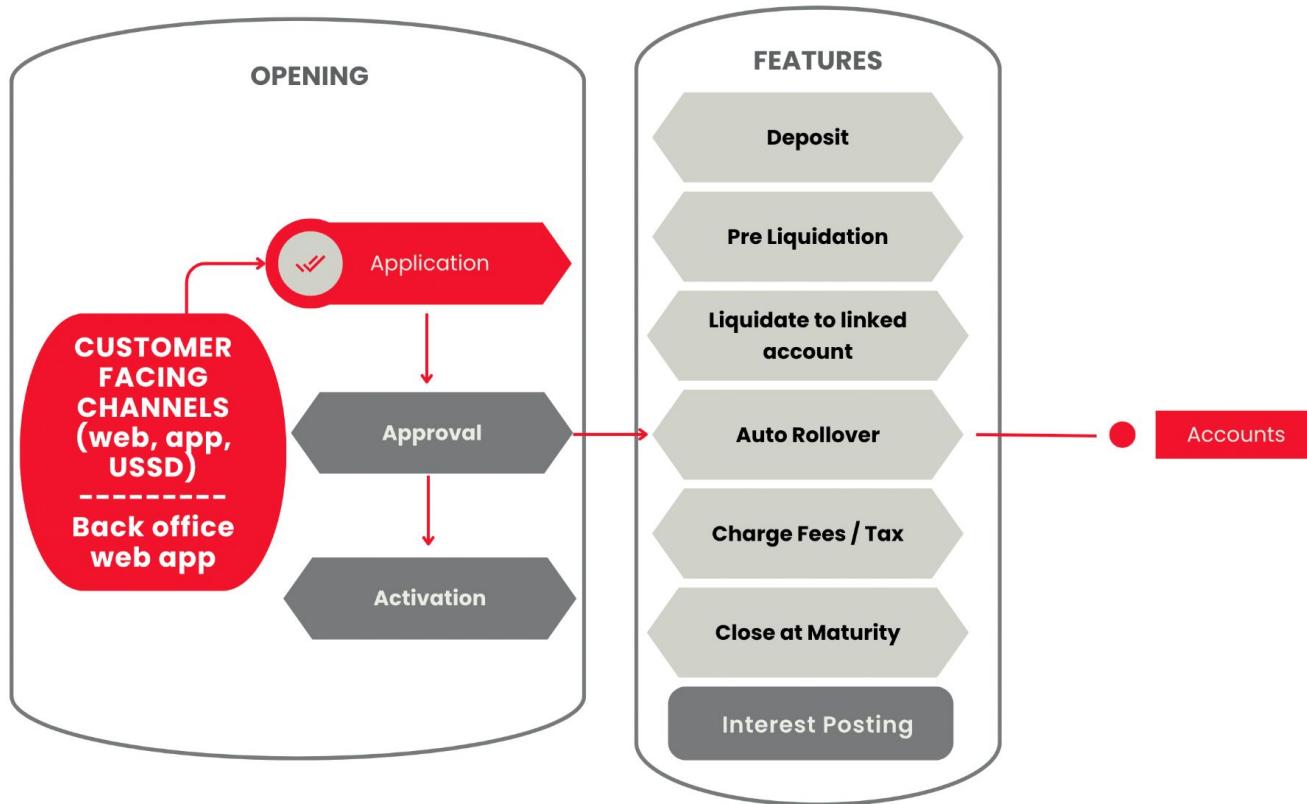 OPENING
Application
CUSTOMER
FACING
CHANNELS
(web, app,
USSD)
---------
Back office
web app
Approval
Activation
FEATURES
Deposit
Pre Liquidation
Liquidate to linked
account
Auto Rollover
Charge Fees / Tax
Close at Maturity
Interest Posting
Accounts